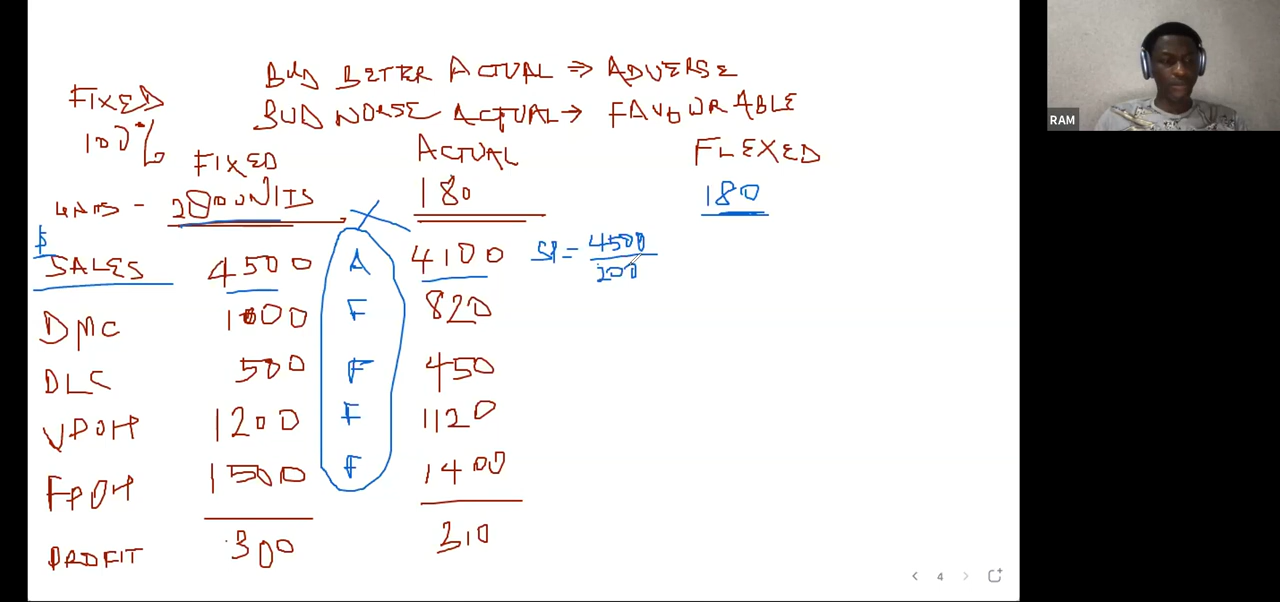 BUD BETTER ACTUAL ⇒ ADVERSE
FIXED 100%
BUD WORSE ACTUAL → FAVOURABLE
FIXED ACTUAL FLEXED
UNITS - 200 UNITS 180 180
$
SALES 4500 A 4100 SP = 4500/200
DMC 1000 F 820
DLC 500 F 450
VPOH 1200 F 1120
FPOH 1500 F 1400
PROFIT 300 310
RAM
4